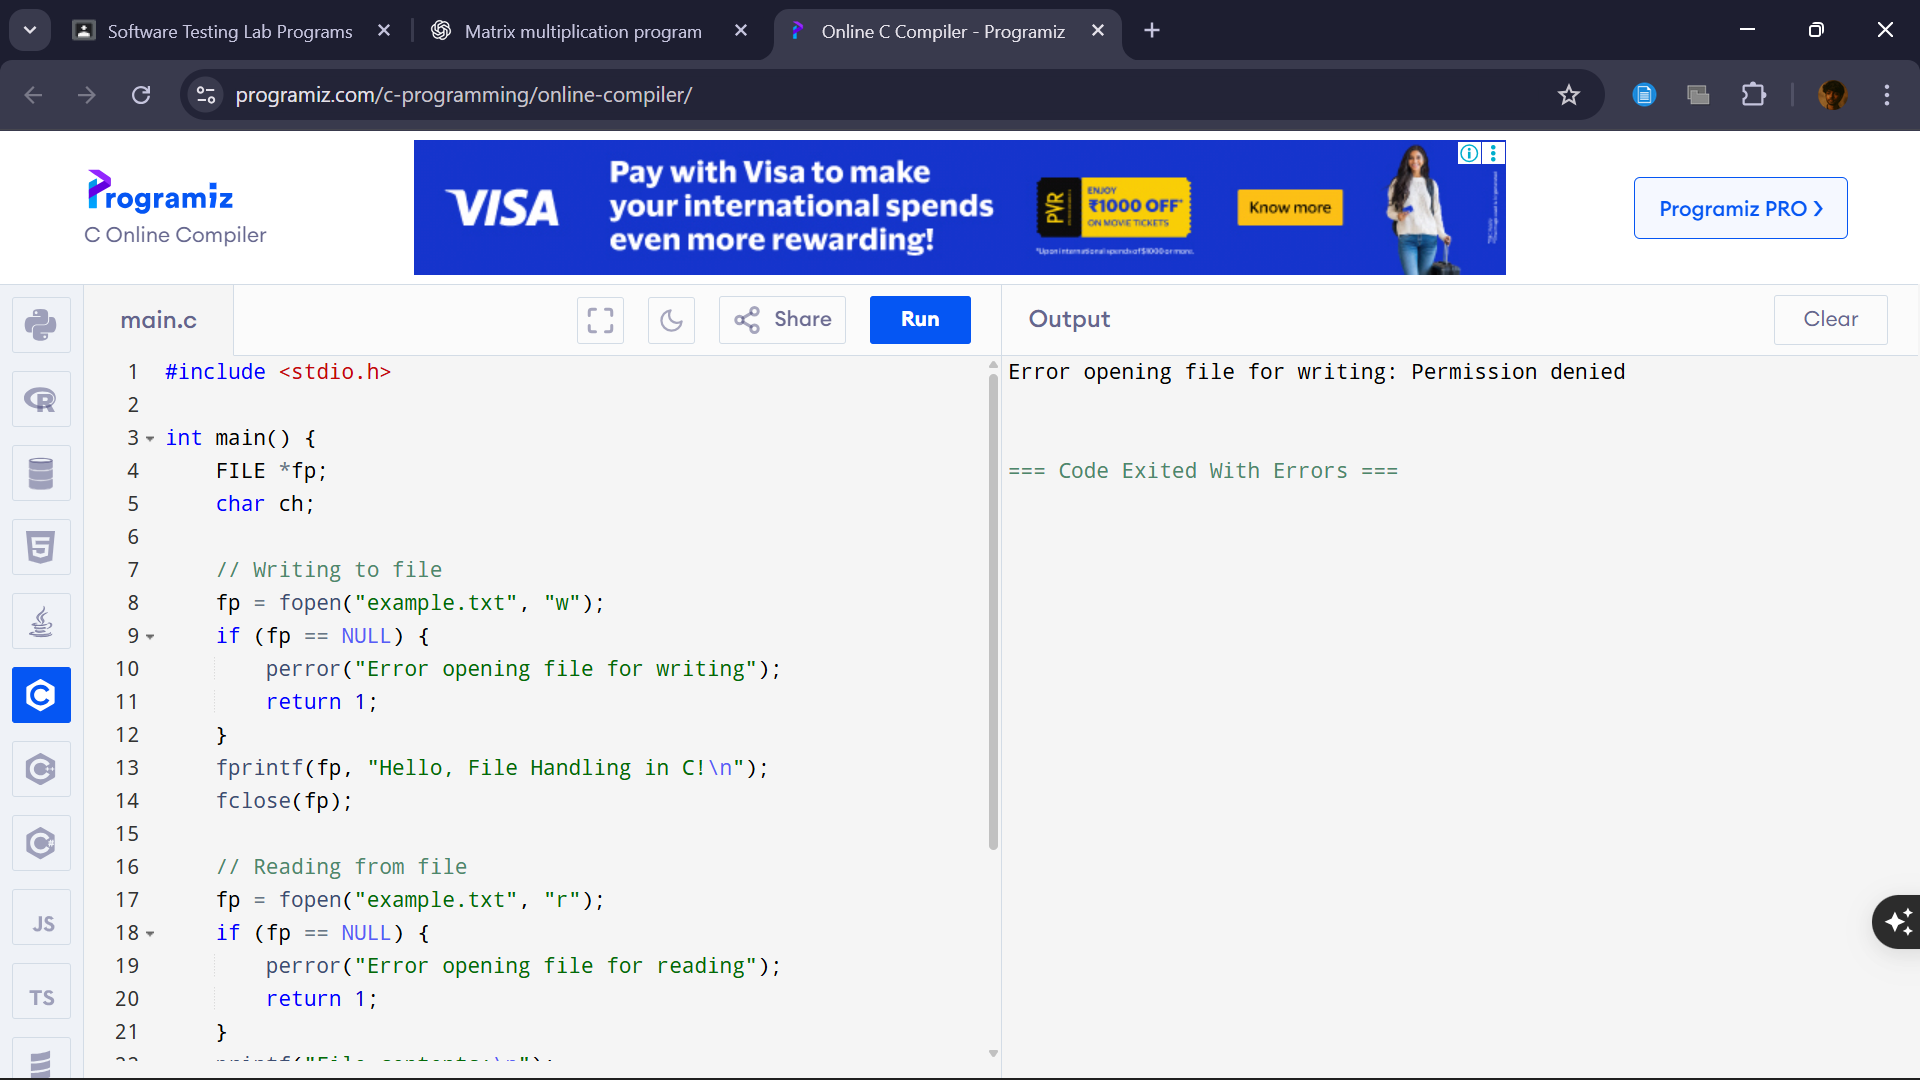 Software Testing Lab Programs
Matrix multiplication program
Online C Compiler - Programiz
programiz.com/c-programming/online-compiler/
Programiz
C Online Compiler
VISA
Pay with Visa to make
your international spends
even more rewarding!
PVR
ENJOY
₹1000 OFF*
ON MOVIE TICKETS
*Upon international spends of $1000 or more.
Know more
Programiz PRO
main.c
Share
Run
Output
Clear
1 #include <stdio.h>
2
3 int main() {
4 FILE *fp;
5 char ch;
6
7 // Writing to file
8 fp = fopen("example.txt", "w");
9 if (fp == NULL) {
10 perror("Error opening file for writing");
11 return 1;
12 }
13 fprintf(fp, "Hello, File Handling in C!\n");
14 fclose(fp);
15
16 // Reading from file
17 fp = fopen("example.txt", "r");
18 if (fp == NULL) {
19 perror("Error opening file for reading");
20 return 1;
21 }
22 printf("File contents:\n");
Error opening file for writing: Permission denied
=== Code Exited With Errors ===
JS
TS